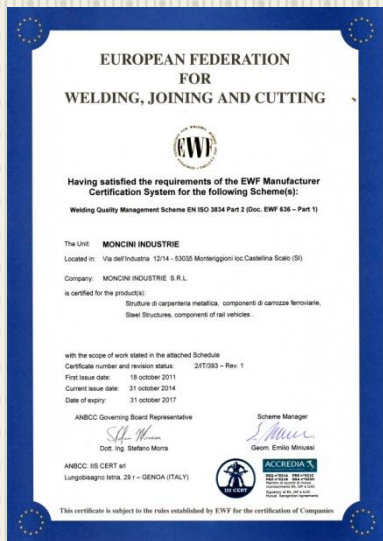 EUROPEAN FEDERATION
FOR
WELDING, JOINING AND CUTTING
EWF
Having satisfied the requirements of the EWF Manufacturer
Certification System for the following Scheme(s):
Welding Quality Management Scheme EN ISO 3834 Part 2 (Doc. EWF 636 – Part 1)
The Unit: MONCINI INDUSTRIE
Located in: Via dell'Industria 12/14 - 53035 Monteriggioni loc.Castellina Scalo (SI)
Company: MONCINI INDUSTRIE S.R.L.
is certified for the product(s):
Strutture di carpenteria metallica, componenti di carrozze ferroviarie,
Steel Structures, components of rail vehicles .
with the scope of work stated in the attached Schedule
Certificate number and revision status: 2/IT/393 – Rev. 1
First Issue date: 18 october 2011
Current issue date: 31 october 2014
Date of expiry: 31 october 2017
ANBCC Governing Board Representative
Scheme Manager
Dott. Ing. Stefano Morra
Geom. Emilio Miniussi
ANBCC: IIS CERT srl
Lungobisagno Istria, 29 r – GENOA (ITALY)
IIS CERT
ACCREDIA
This certificate is subject to the rules established by EWF for the certification of Companies